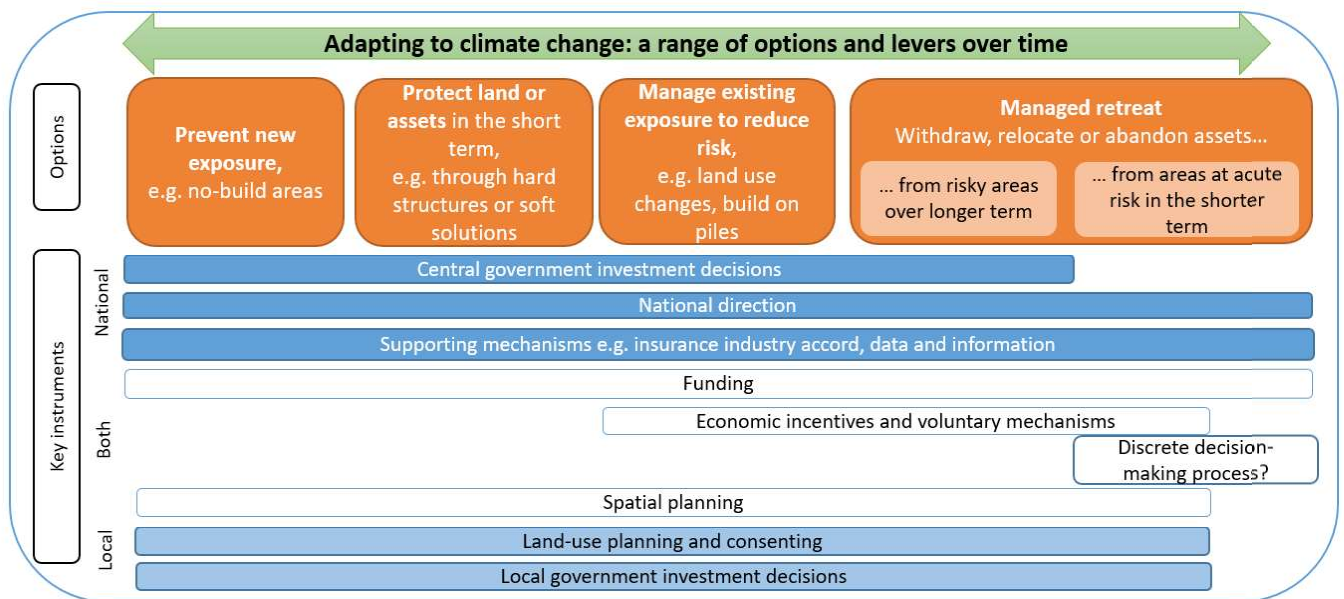 Adapting to climate change: a range of options and levers over time
Options
Prevent new
exposure,
e.g. no-build areas
Protect land or
assets in the short
term,
e.g. through hard
structures or soft
solutions
Manage existing
exposure to reduce
risk,
e.g. land use
changes, build on
piles
Managed retreat
Withdraw, relocate or abandon assets...
... from risky areas
over longer term
... from areas at acute
risk in the shorter
term
Key instruments
National
Central government investment decisions
National direction
Supporting mechanisms e.g. insurance industry accord, data and information
Both
Funding
Economic incentives and voluntary mechanisms
Discrete decision-
making process?
Spatial planning
Local
Land-use planning and consenting
Local government investment decisions